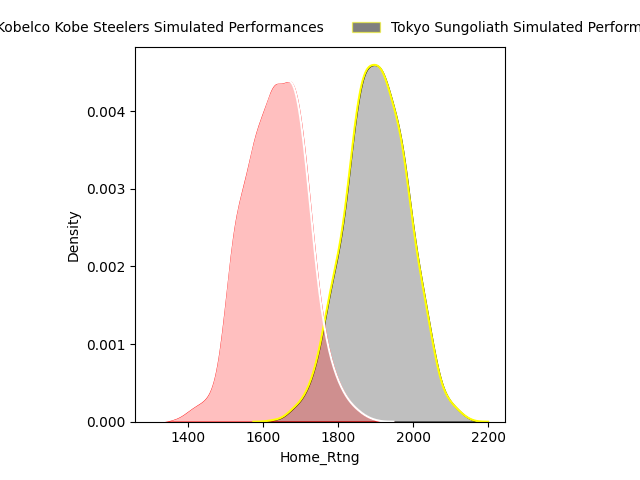 Kobelco Kobe Steelers Simulated Performances
Tokyo Sungoliath Simulated Perform
0.004
0.003
0.002
0.001
0.000
Density
1400 1600 1800 2000 2200
Home_Rtng